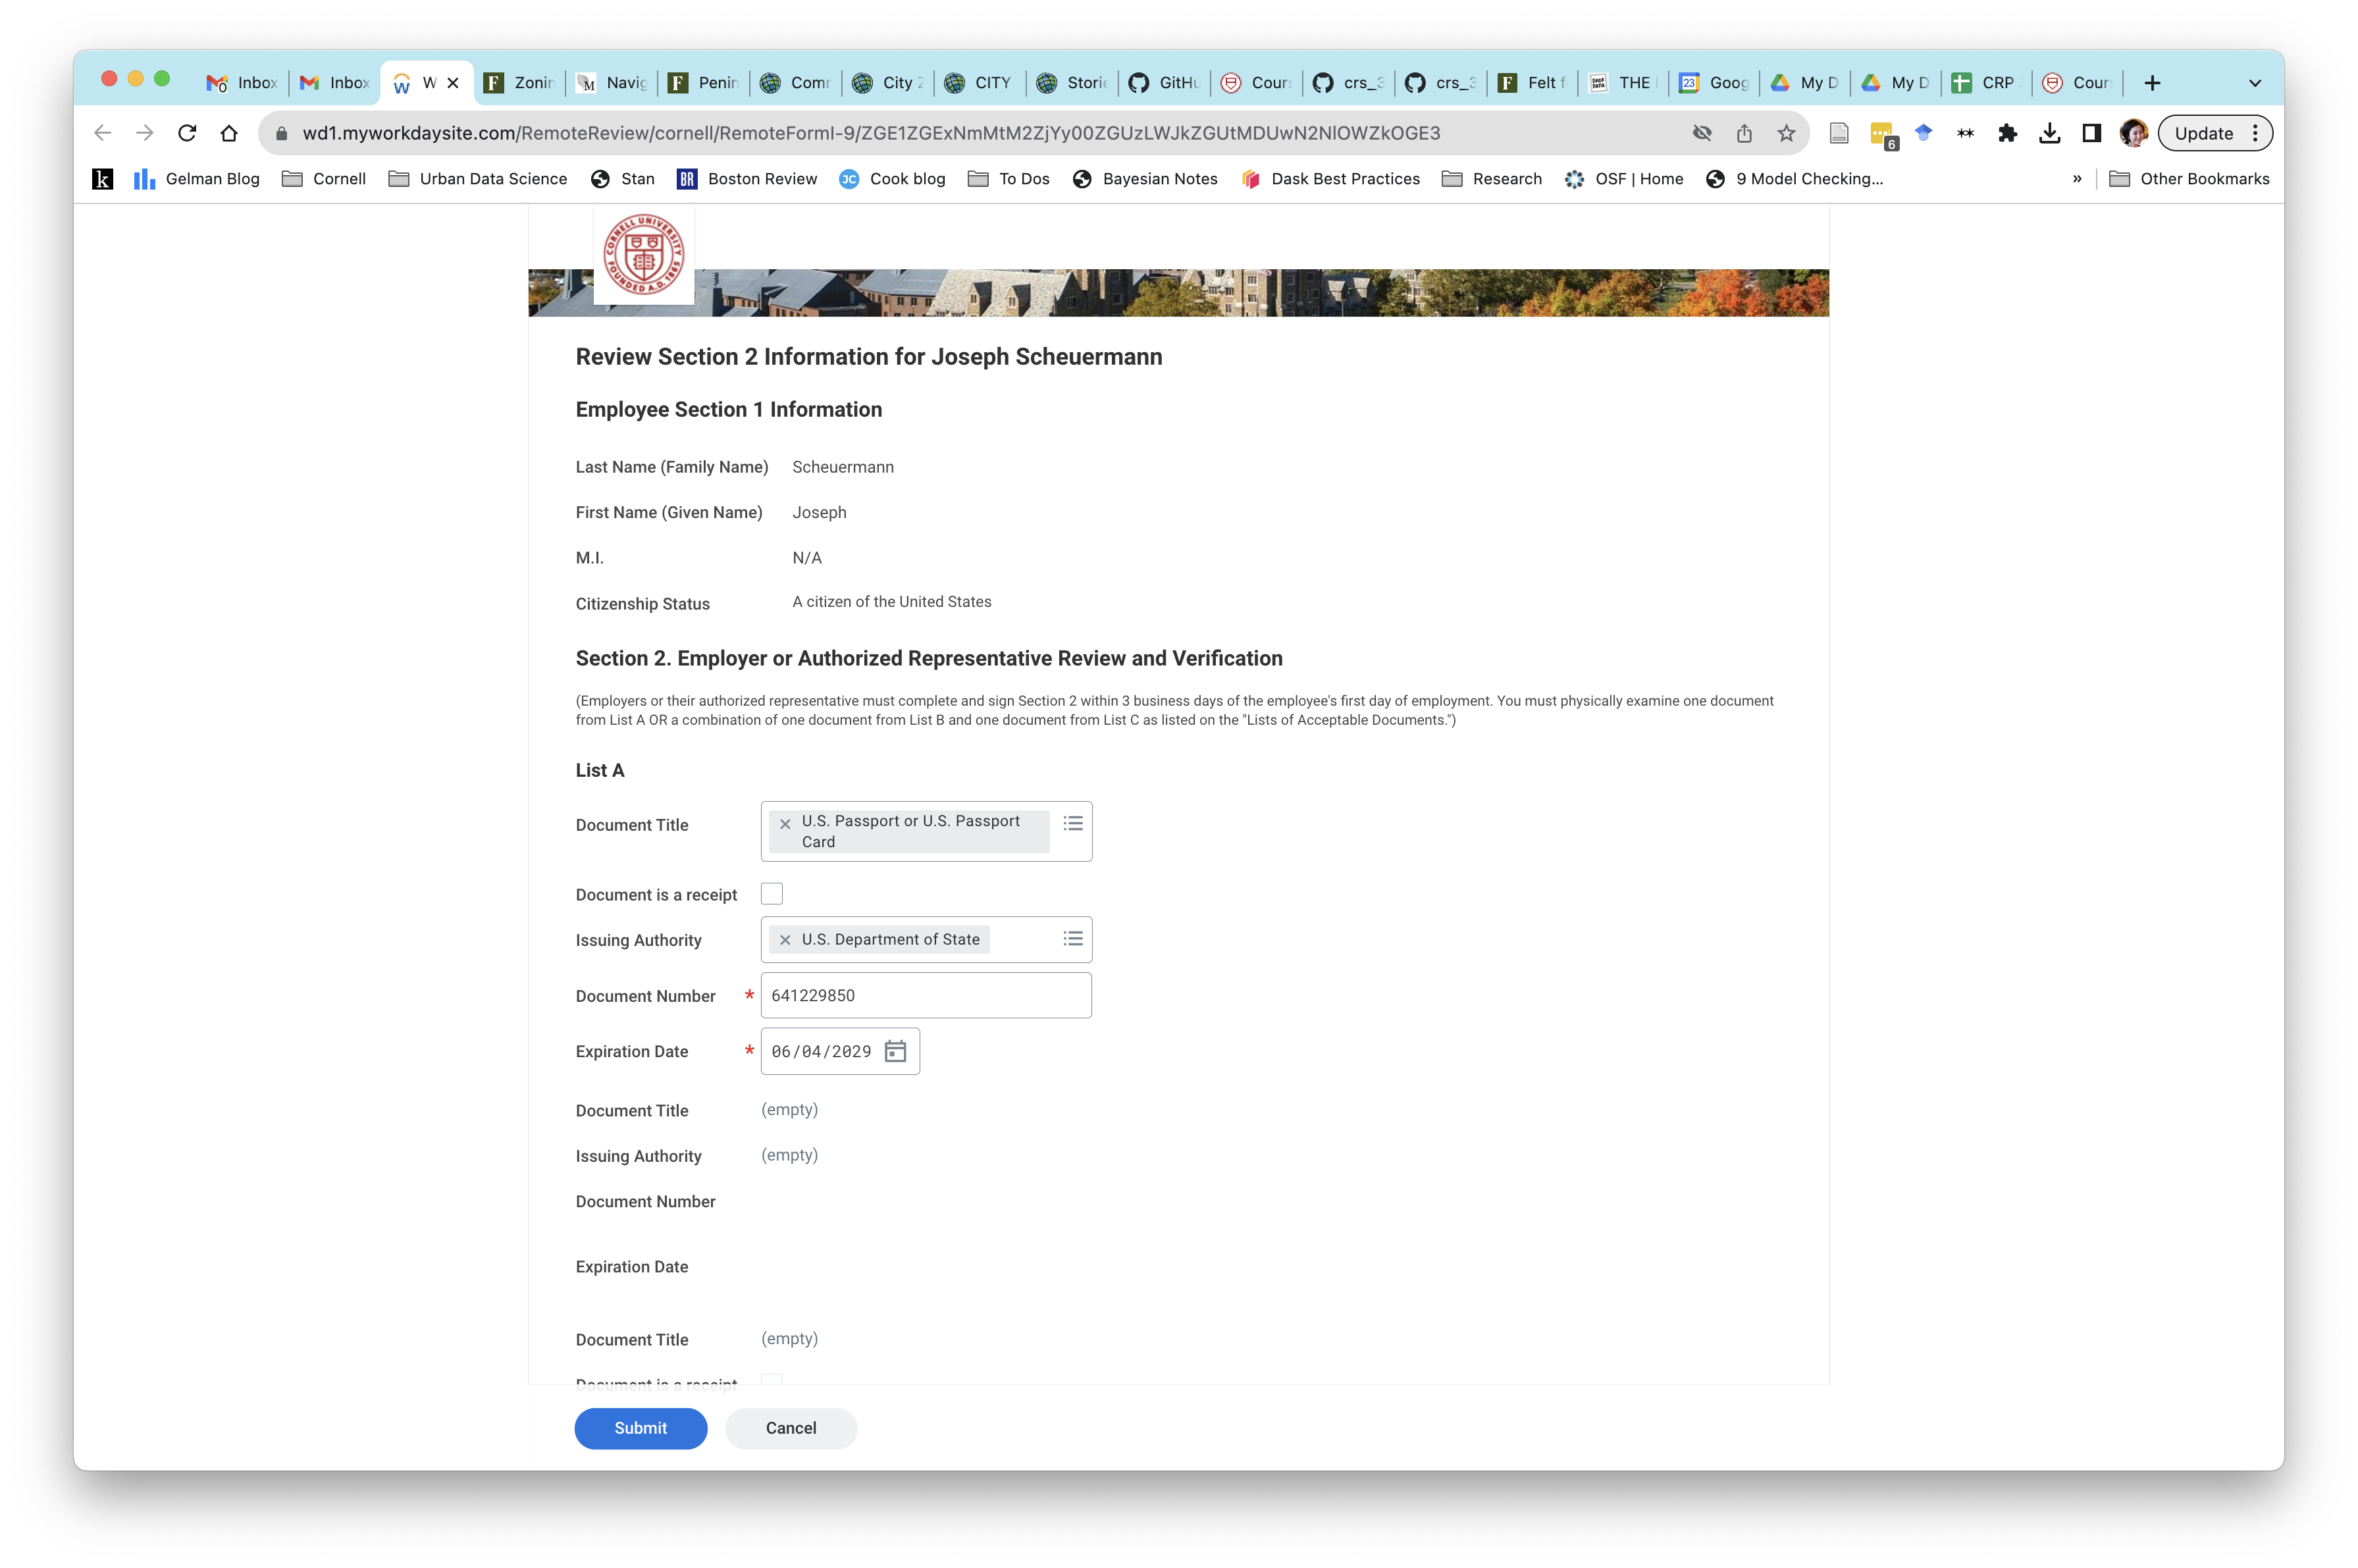 Inbox
Inbox
W
Zonin
Navig
Penin
Comm
City Z
CITY
Storie
GitHu
Cours
crs_3
crs_3
Felt f
THE
Goog
My D
My D
CRP
Cour
wd1.myworkdaysite.com/RemoteReview/cornell/RemoteFormI-9/ZGE1ZGExNmMtM2ZjYy00ZGUzLWJkZGUtMDUwN2NlOWZkOGE3
6
Update
k
Gelman Blog
Cornell
Urban Data Science
Stan
BR
Boston Review
JC
Cook blog
To Dos
Bayesian Notes
Dask Best Practices
Research
OSF | Home
9 Model Checking...
»
Other Bookmarks
CORNELL UNIVERSITY
FOUNDED A.D. 1865
Review Section 2 Information for Joseph Scheuermann
Employee Section 1 Information
Last Name (Family Name) Scheuermann
First Name (Given Name) Joseph
M.I. N/A
Citizenship Status A citizen of the United States
Section 2. Employer or Authorized Representative Review and Verification
(Employers or their authorized representative must complete and sign Section 2 within 3 business days of the employee's first day of employment. You must physically examine one document
from List A OR a combination of one document from List B and one document from List C as listed on the "Lists of Acceptable Documents.")
List A
Document Title U.S. Passport or U.S. Passport
Card
Document is a receipt
Issuing Authority U.S. Department of State
Document Number * 641229850
Expiration Date * 06/04/2029
Document Title (empty)
Issuing Authority (empty)
Document Number
Expiration Date
Document Title (empty)
Document is a receipt
Submit Cancel